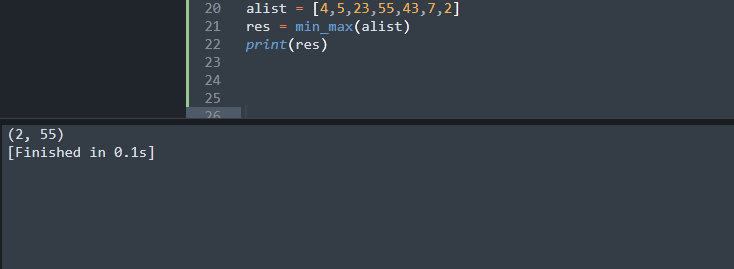 20 alist = [4,5,23,55,43,7,2]
21 res = min_max(alist)
22 print(res)
23
24
25
26
(2, 55)
[Finished in 0.1s]